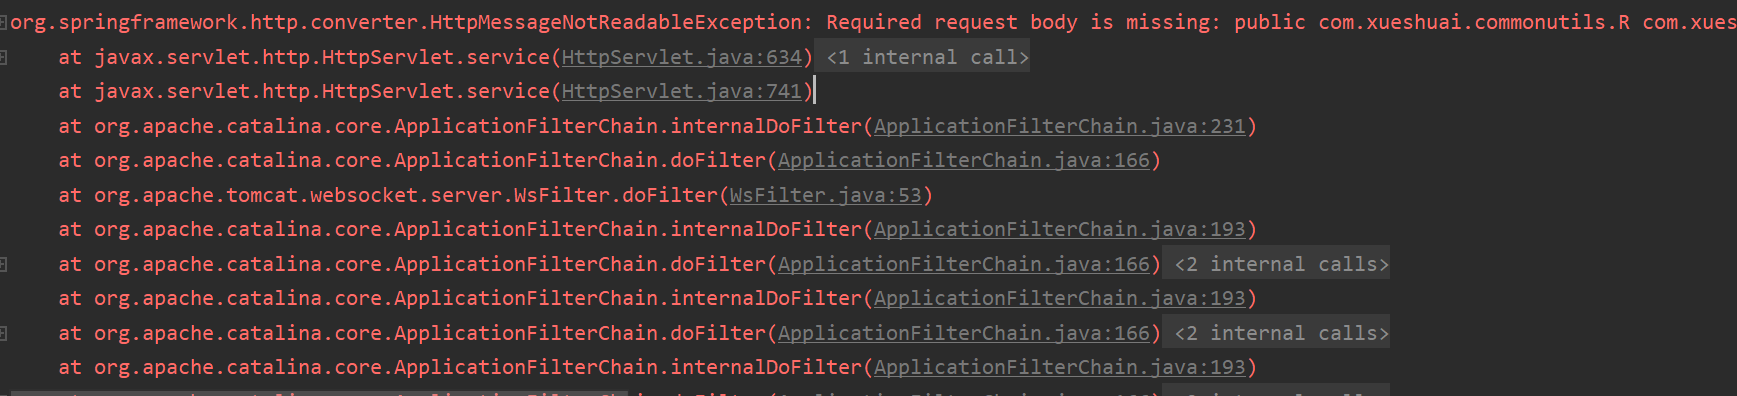 org.springframework.http.converter.HttpMessageNotReadableException: Required request body is missing: public com.xueshuai.commonutils.R com.xues
at javax.servlet.http.HttpServlet.service(HttpServlet.java:634) <1 internal call>
at javax.servlet.http.HttpServlet.service(HttpServlet.java:741)
at org.apache.catalina.core.ApplicationFilterChain.internalDoFilter(ApplicationFilterChain.java:231)
at org.apache.catalina.core.ApplicationFilterChain.doFilter(ApplicationFilterChain.java:166)
at org.apache.tomcat.websocket.server.WsFilter.doFilter(WsFilter.java:53)
at org.apache.catalina.core.ApplicationFilterChain.internalDoFilter(ApplicationFilterChain.java:193)
at org.apache.catalina.core.ApplicationFilterChain.doFilter(ApplicationFilterChain.java:166) <2 internal calls>
at org.apache.catalina.core.ApplicationFilterChain.internalDoFilter(ApplicationFilterChain.java:193)
at org.apache.catalina.core.ApplicationFilterChain.doFilter(ApplicationFilterChain.java:166) <2 internal calls>
at org.apache.catalina.core.ApplicationFilterChain.internalDoFilter(ApplicationFilterChain.java:193)